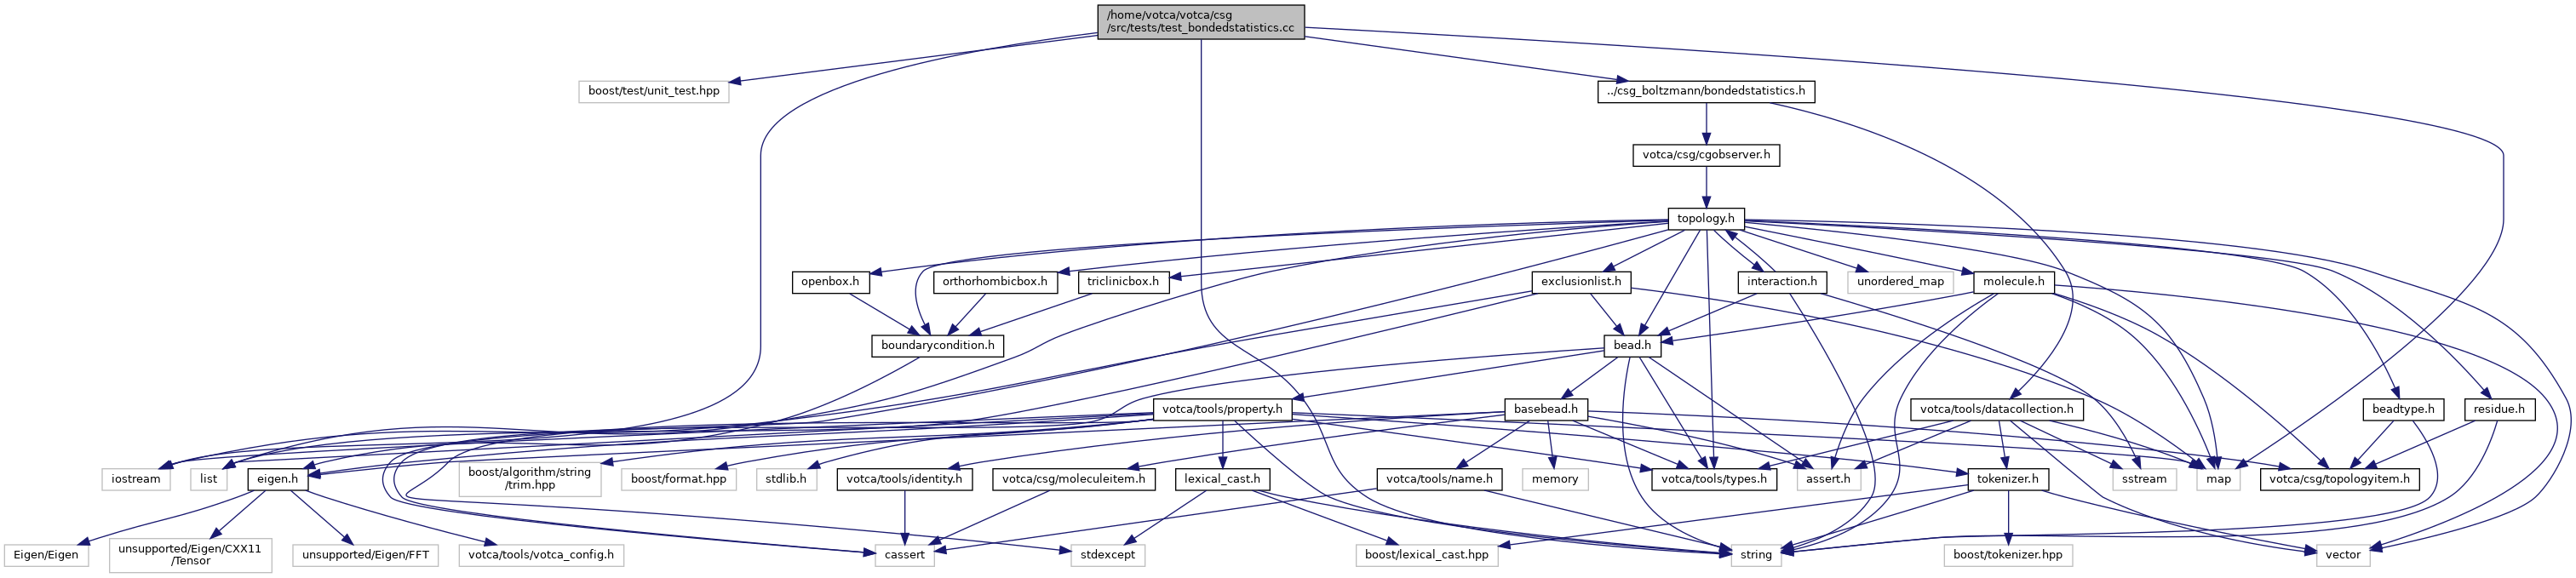 /home/votca/votca/csg
/src/tests/test_bondedstatistics.cc
boost/test/unit_test.hpp
../csg_boltzmann/bondedstatistics.h
votca/csg/cgobserver.h
topology.h
openbox.h
orthorhombicbox.h
triclinicbox.h
exclusionlist.h
interaction.h
unordered_map
molecule.h
boundarycondition.h
bead.h
votca/tools/property.h
basebead.h
votca/tools/datacollection.h
beadtype.h
residue.h
iostream
list
eigen.h
boost/algorithm/string
/trim.hpp
boost/format.hpp
stdlib.h
votca/tools/identity.h
votca/csg/moleculeitem.h
lexical_cast.h
votca/tools/name.h
memory
votca/tools/types.h
assert.h
tokenizer.h
sstream
map
votca/csg/topologyitem.h
Eigen/Eigen
unsupported/Eigen/CXX11
/Tensor
unsupported/Eigen/FFT
votca/tools/votca_config.h
cassert
stdexcept
boost/lexical_cast.hpp
string
boost/tokenizer.hpp
vector